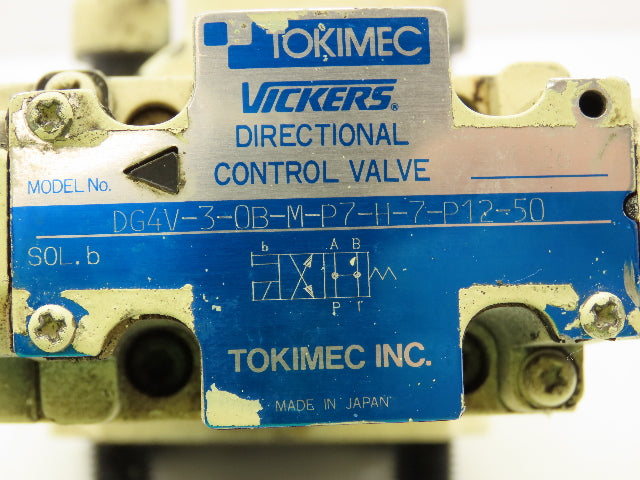 TOKIMEC
VICKERS®
DIRECTIONAL
CONTROL VALVE
MODEL No.
DG4V-3-0B-M-P7-H-7-P12-50
SOL. b
b A B
P T
TOKIMEC INC.
MADE IN JAPAN